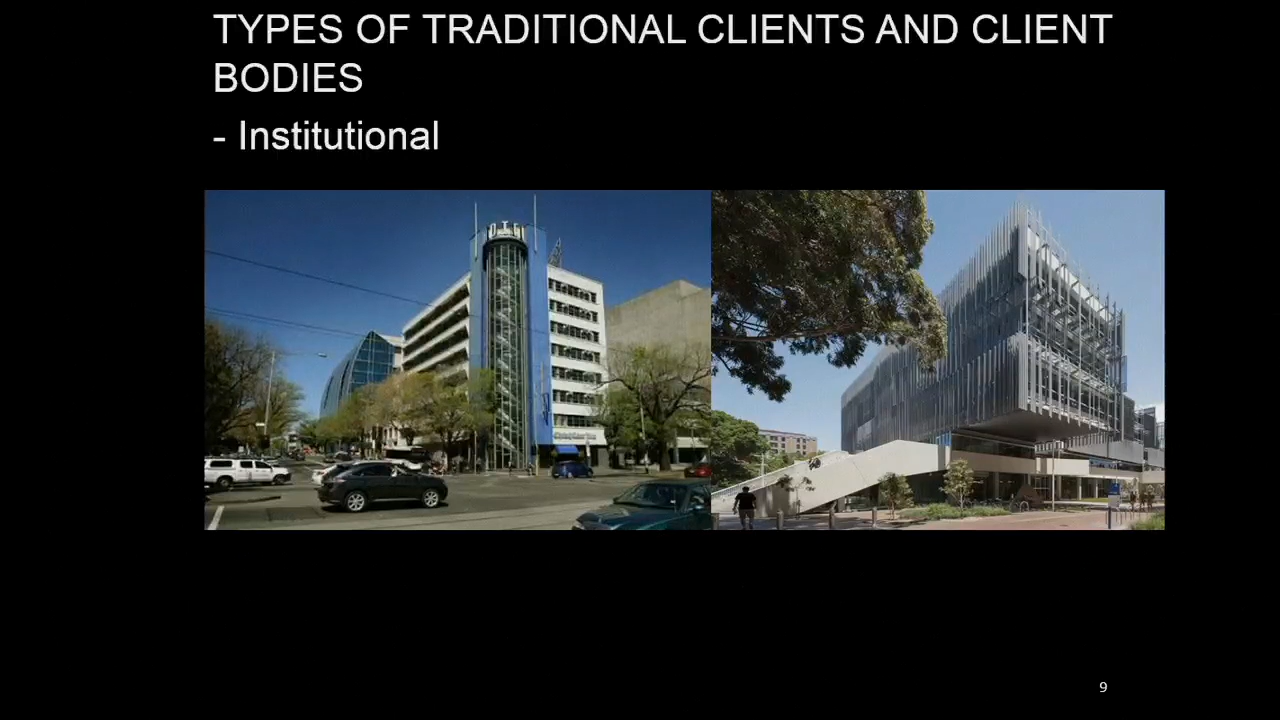 TYPES OF TRADITIONAL CLIENTS AND CLIENT
BODIES
- Institutional
9